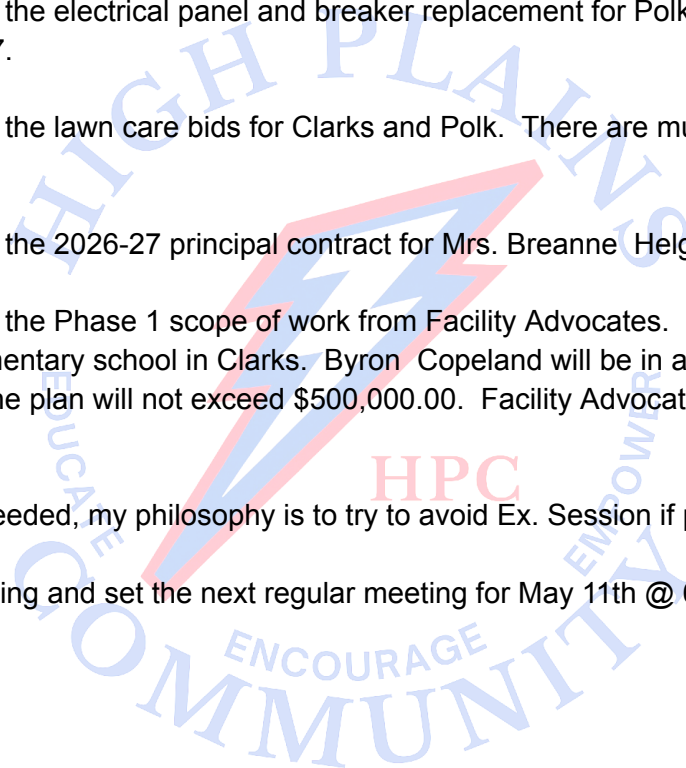 the electrical panel and breaker replacement for Polk
7.
the lawn care bids for Clarks and Polk.  There are mu
the 2026-27 principal contract for Mrs. Breanne  Helg
the Phase 1 scope of work from Facility Advocates.
mentary school in Clarks.  Byron  Copeland will be in a
he plan will not exceed $500,000.00.  Facility Advocat
eeded, my philosophy is to try to avoid Ex. Session if p
ing and set the next regular meeting for May 11th @ 6
HIGH PLAINS
EDUCATE
HPC
EMPOWER
ENCOURAGE
COMMUNITY